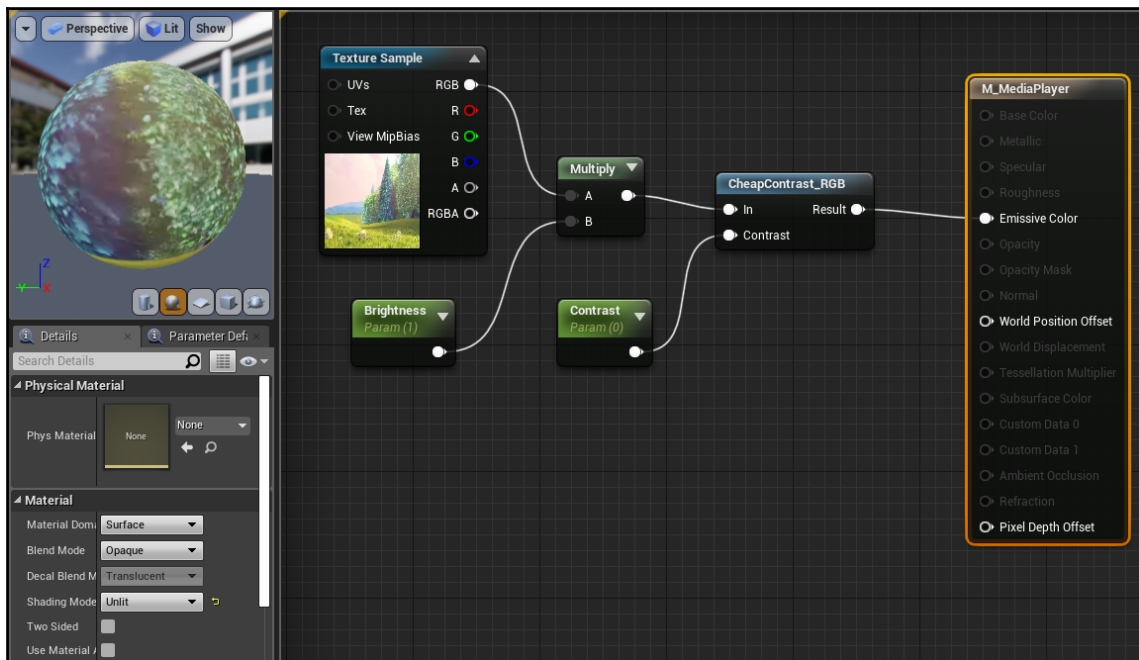 Perspective
Lit
Show
Details
Parameter Defa
Search Details
Physical Material
Phys Material
None
None
Material
Material Doma
Surface
Blend Mode
Opaque
Decal Blend M
Translucent
Shading Mode
Unlit
Two Sided
Use Material A
Texture Sample
UVs
RGB
Tex
R
View MipBias
G
B
A
RGBA
Brightness
Param (1)
Multiply
A
B
Contrast
Param (0)
CheapContrast_RGB
In
Result
Contrast
M_MediaPlayer
Base Color
Metallic
Specular
Roughness
Emissive Color
Opacity
Opacity Mask
Normal
World Position Offset
World Displacement
Tessellation Multiplier
Subsurface Color
Custom Data 0
Custom Data 1
Ambient Occlusion
Refraction
Pixel Depth Offset
Z
Y
X